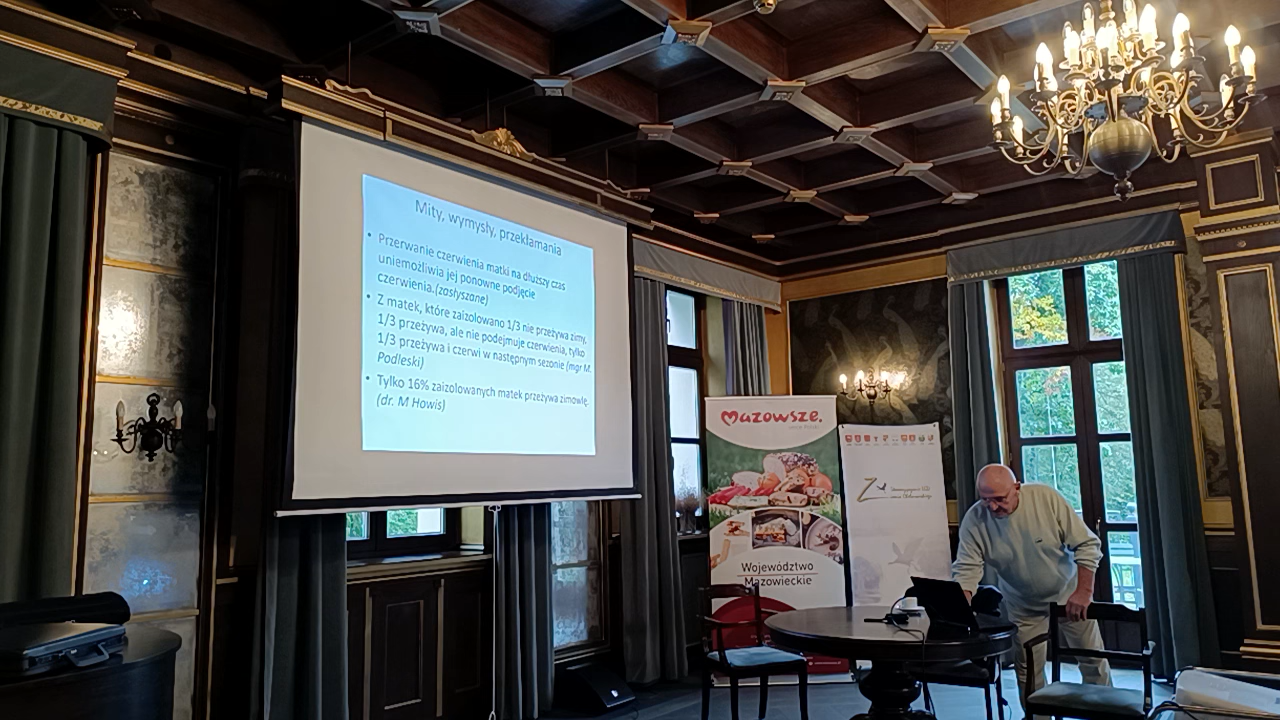 Mity, wymysły, przekłamania
• Przerwanie czerwienia matki na dłuższy czas
uniemożliwia jej ponowne podjęcie
czerwienia.(zasłyszane)
• Z matek, które zaizolowano 1/3 nie przeżywa zimy,
1/3 przeżywa, ale nie podejmuje czerwienia, tylko
1/3 przeżywa i czerwi w następnym sezonie (mgr M.
Podleski)
• Tylko 16% zaizolowanych matek przeżywa zimowlę.
(dr. M Howis)
Mazowsze.
Województwo
Mazowieckie